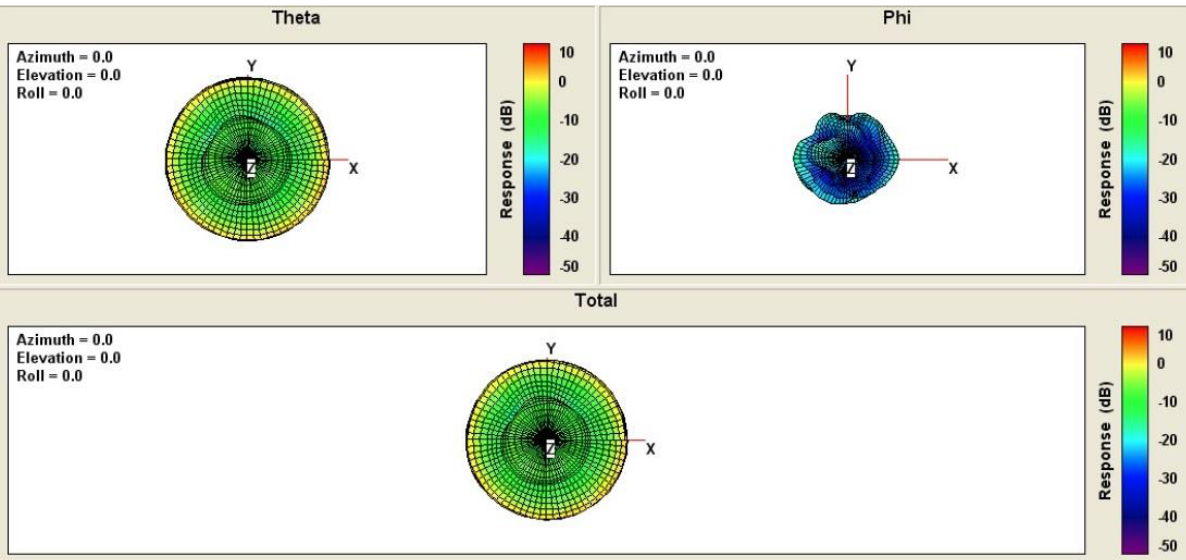 Theta
Azimuth = 0.0
Elevation = 0.0
Roll = 0.0
Y
X
Z
Response (dB)
10
0
-10
-20
-30
-40
-50
Phi
Azimuth = 0.0
Elevation = 0.0
Roll = 0.0
Y
X
Z
Response (dB)
10
0
-10
-20
-30
-40
-50
Total
Azimuth = 0.0
Elevation = 0.0
Roll = 0.0
Y
X
Z
Response (dB)
10
0
-10
-20
-30
-40
-50